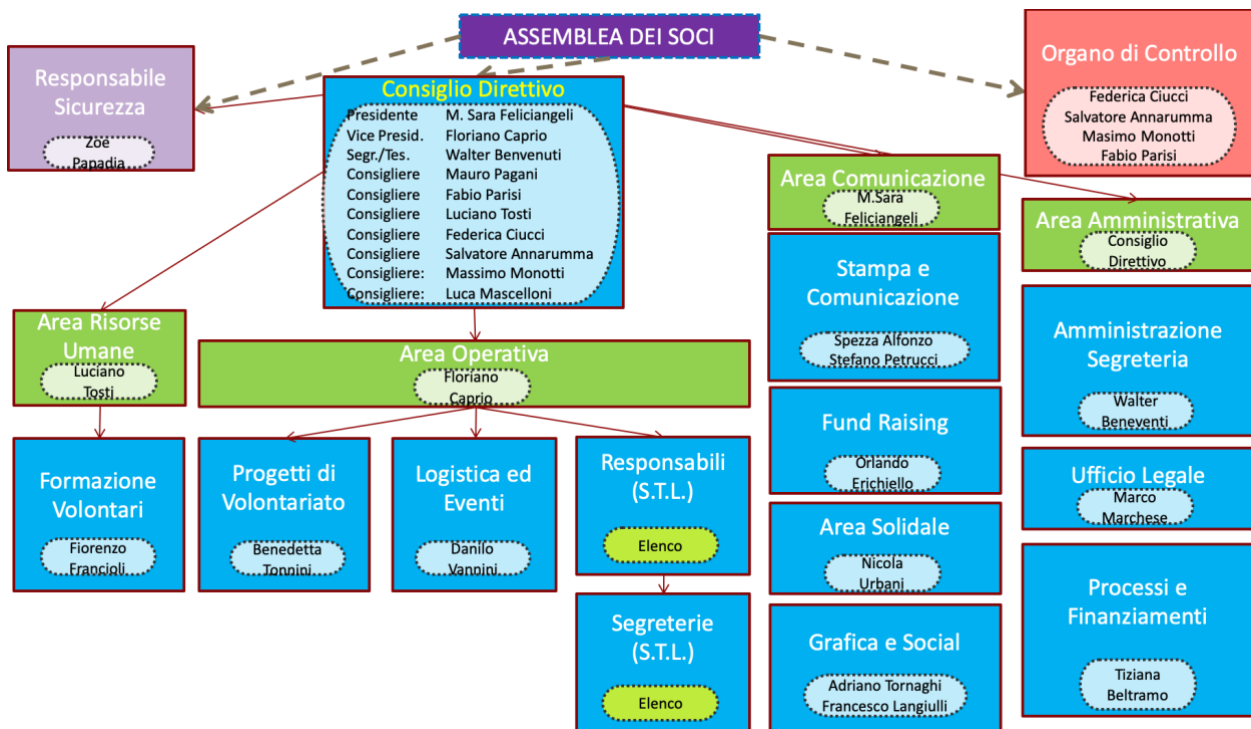 ASSEMBLEA DEI SOCI
Responsabile
Sicurezza
Zoe
Papadia
Consiglio Direttivo
Presidente M. Sara Feliciangeli
Vice Presid. Floriano Caprio
Segr./Tes. Walter Benvenuti
Consigliere Mauro Pagani
Consigliere Fabio Parisi
Consigliere Luciano Tosti
Consigliere Federica Ciucci
Consigliere Salvatore Annarumma
Consigliere: Massimo Monotti
Consigliere: Luca Mascelloni
Organo di Controllo
Federica Ciucci
Salvatore Annarumma
Masimo Monotti
Fabio Parisi
Area Risorse
Umane
Luciano
Tosti
Formazione
Volontari
Fiorenzo
Francioli
Area Operativa
Floriano
Caprio
Progetti di
Volontariato
Benedetta
Tonnini
Logistica ed
Eventi
Danilo
Vannini
Responsabili
(S.T.L.)
Elenco
Segreterie
(S.T.L.)
Elenco
Area Comunicazione
M.Sara
Feliciangeli
Stampa e
Comunicazione
Spezza Alfonzo
Stefano Petrucci
Fund Raising
Orlando
Erichiello
Area Solidale
Nicola
Urbani
Grafica e Social
Adriano Tornaghi
Francesco Langiulli
Area Amministrativa
Consiglio
Direttivo
Amministrazione
Segreteria
Walter
Beneventi
Ufficio Legale
Marco
Marchese
Processi e
Finanziamenti
Tiziana
Beltramo